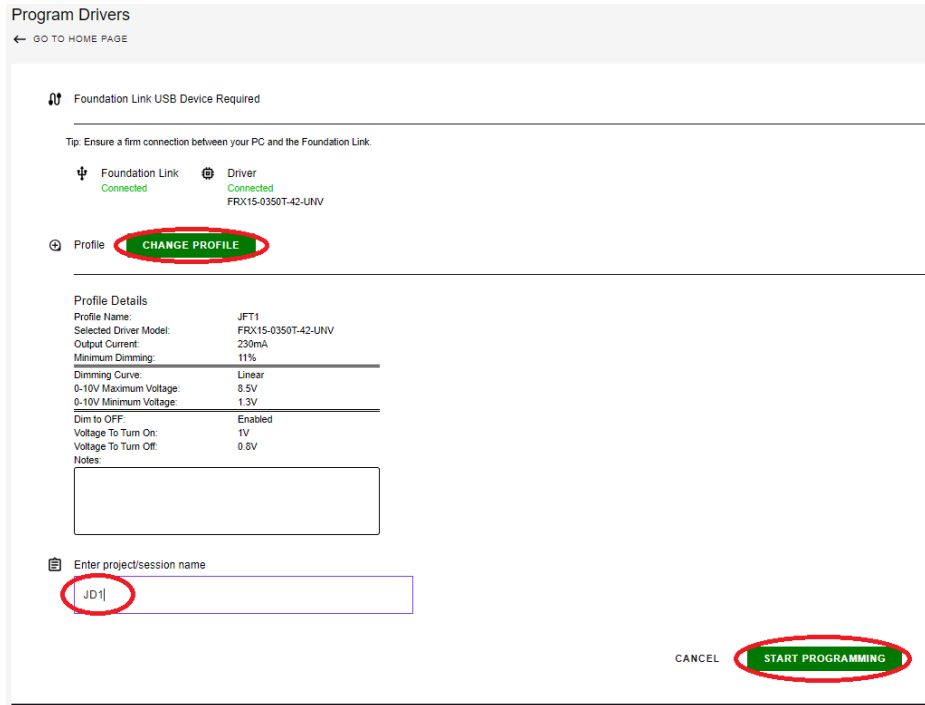 Program Drivers
← GO TO HOME PAGE
Foundation Link USB Device Required
Tip: Ensure a firm connection between your PC and the Foundation Link.
Foundation Link Driver
Connected Connected
FRX15-0350T-42-UNV
Profile CHANGE PROFILE
Profile Details
Profile Name: JFT1
Selected Driver Model: FRX15-0350T-42-UNV
Output Current: 230mA
Minimum Dimming: 11%
Dimming Curve: Linear
0-10V Maximum Voltage: 8.5V
0-10V Minimum Voltage: 1.3V
Dim to OFF: Enabled
Voltage To Turn On: 1V
Voltage To Turn Off: 0.8V
Notes:
Enter project/session name
JD1
CANCEL START PROGRAMMING